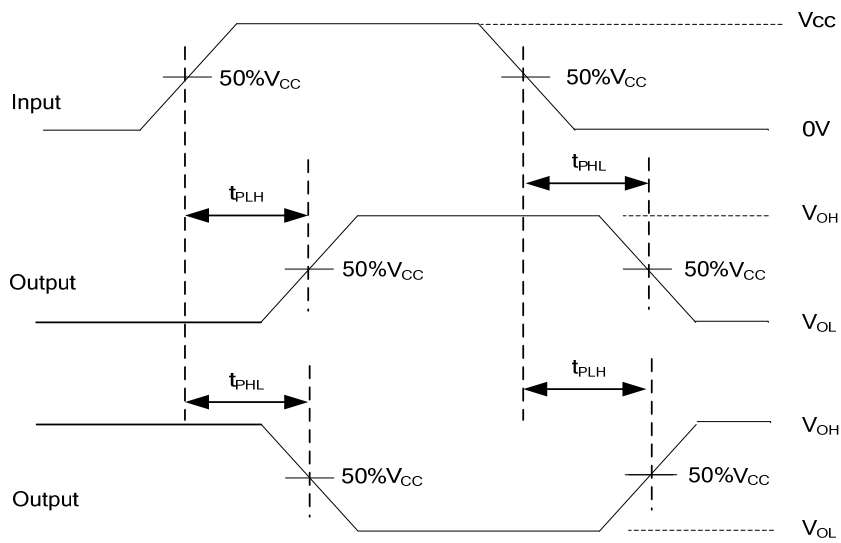 Vcc
50%VCC
50%VCC
Input
0V
tPHL
tPLH
VOH
50%VCC
50%VCC
Output
VOL
tPLH
tPHL
VOH
50%VCC
50%VCC
Output
VOL